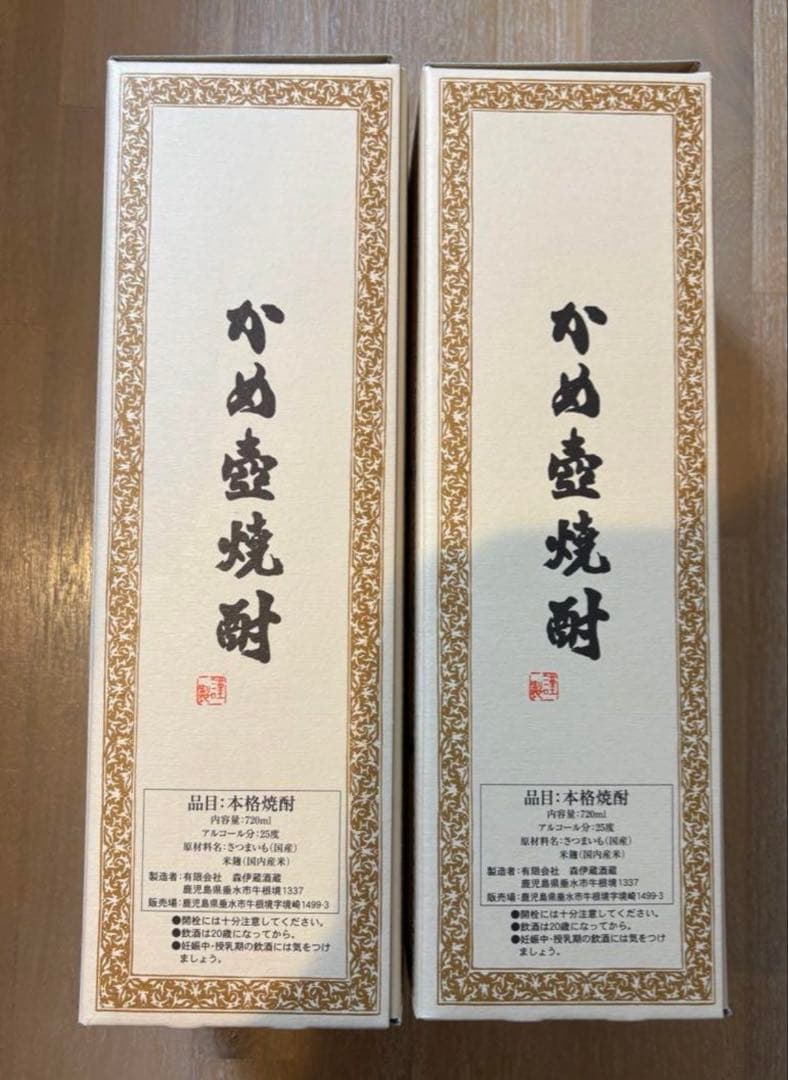 かめ壺焼酎
謹製
品目:本格焼酎
内容量:720ml
アルコール分:25度
原材料名:さつまいも(国産)
米麹(国内産米)
製造者:有限会社 森伊蔵酒蔵
鹿児島県垂水市牛根境1337
販売場:鹿児島県垂水市牛根境字境崎1499-3
●開栓には十分注意してください。
●飲酒は20歳になってから。
●妊娠中・授乳期の飲酒には気をつけ
ましょう。
かめ壺焼酎
謹製
品目:本格焼酎
内容量:720ml
アルコール分:25度
原材料名:さつまいも(国産)
米麹(国内産米)
製造者:有限会社 森伊蔵酒蔵
鹿児島県垂水市牛根境1337
販売場:鹿児島県垂水市牛根境字境崎1499-3
●開栓には十分注意してください。
●飲酒は20歳になってから。
●妊娠中・授乳期の飲酒には気をつけ
ましょう。